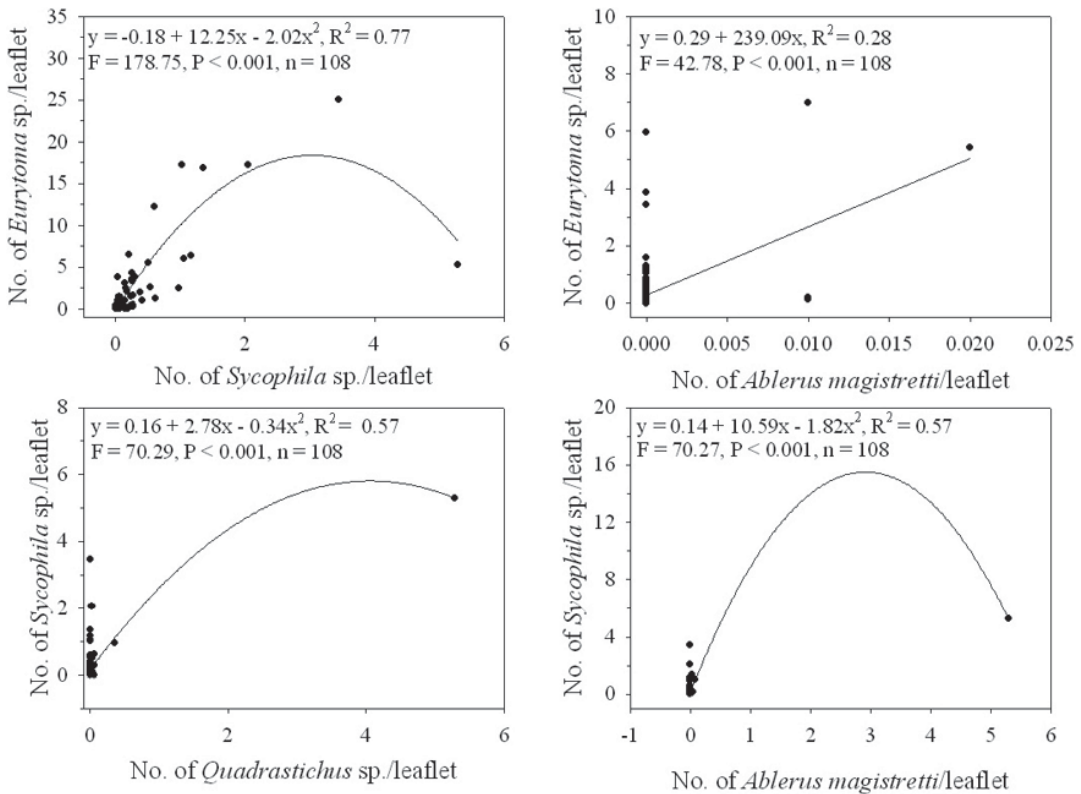 y = -0.18 + 12.25x - 2.02x², R² = 0.77
F = 178.75, P < 0.001, n = 108
No. of Eurytoma sp./leaflet
35
30
25
20
15
10
5
0
0 2 4 6
No. of Sycophila sp./leaflet
y = 0.29 + 239.09x, R² = 0.28
F = 42.78, P < 0.001, n = 108
No. of Eurytoma sp./leaflet
10
8
6
4
2
0
0.000 0.005 0.010 0.015 0.020 0.025
No. of Ablerus magistretti/leaflet
y = 0.16 + 2.78x - 0.34x², R² = 0.57
F = 70.29, P < 0.001, n = 108
No. of Sycophila sp./leaflet
8
6
4
2
0
0 2 4 6
No. of Quadrastichus sp./leaflet
y = 0.14 + 10.59x - 1.82x², R² = 0.57
F = 70.27, P < 0.001, n = 108
No. of Sycophila sp./leaflet
20
16
12
8
4
0
-1 0 1 2 3 4 5 6
No. of Ablerus magistretti/leaflet